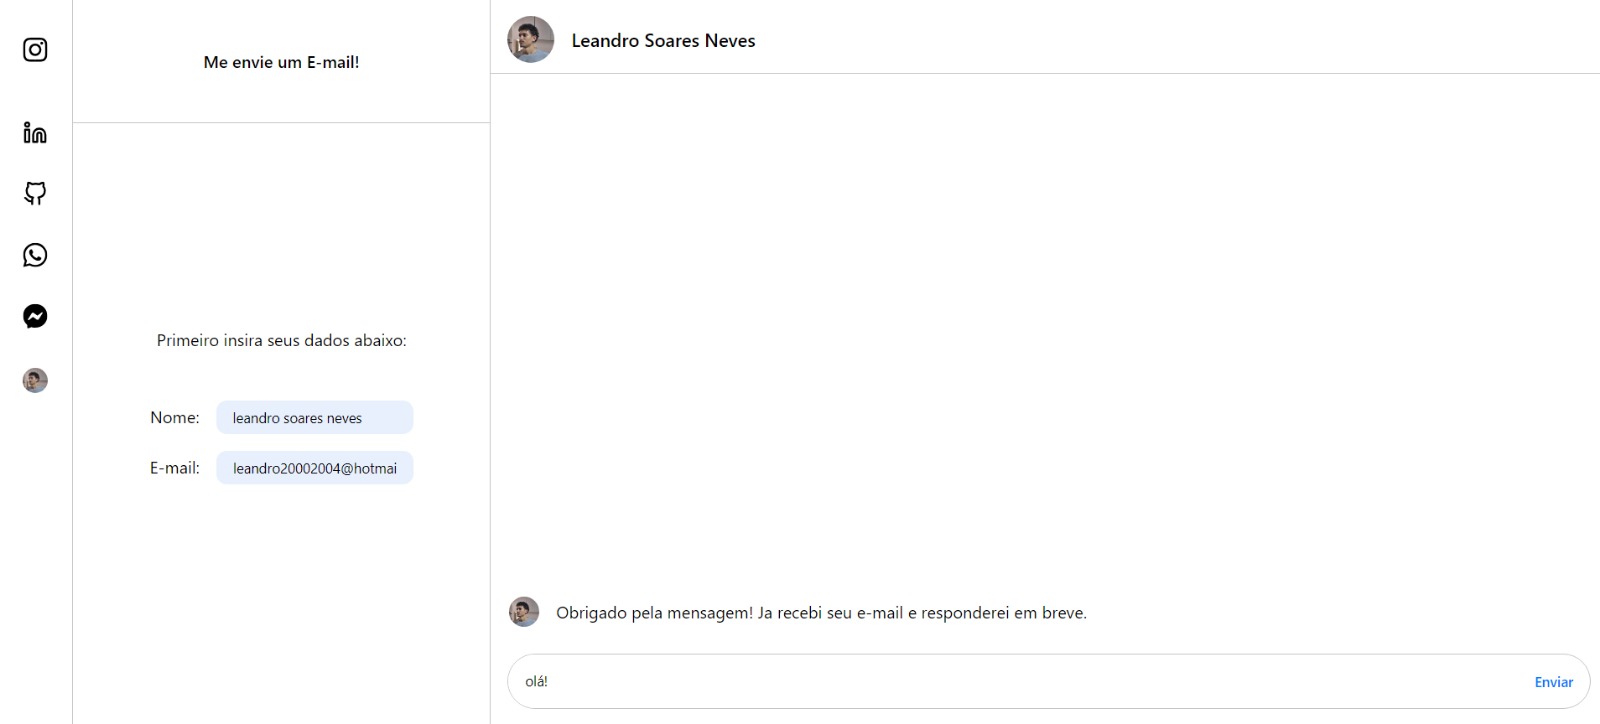 Me envie um E-mail!
Primeiro insira seus dados abaixo:
Nome: leandro soares neves
E-mail: leandro20002004@hotmai
Leandro Soares Neves
Obrigado pela mensagem! Ja recebi seu e-mail e responderei em breve.
olá! Enviar